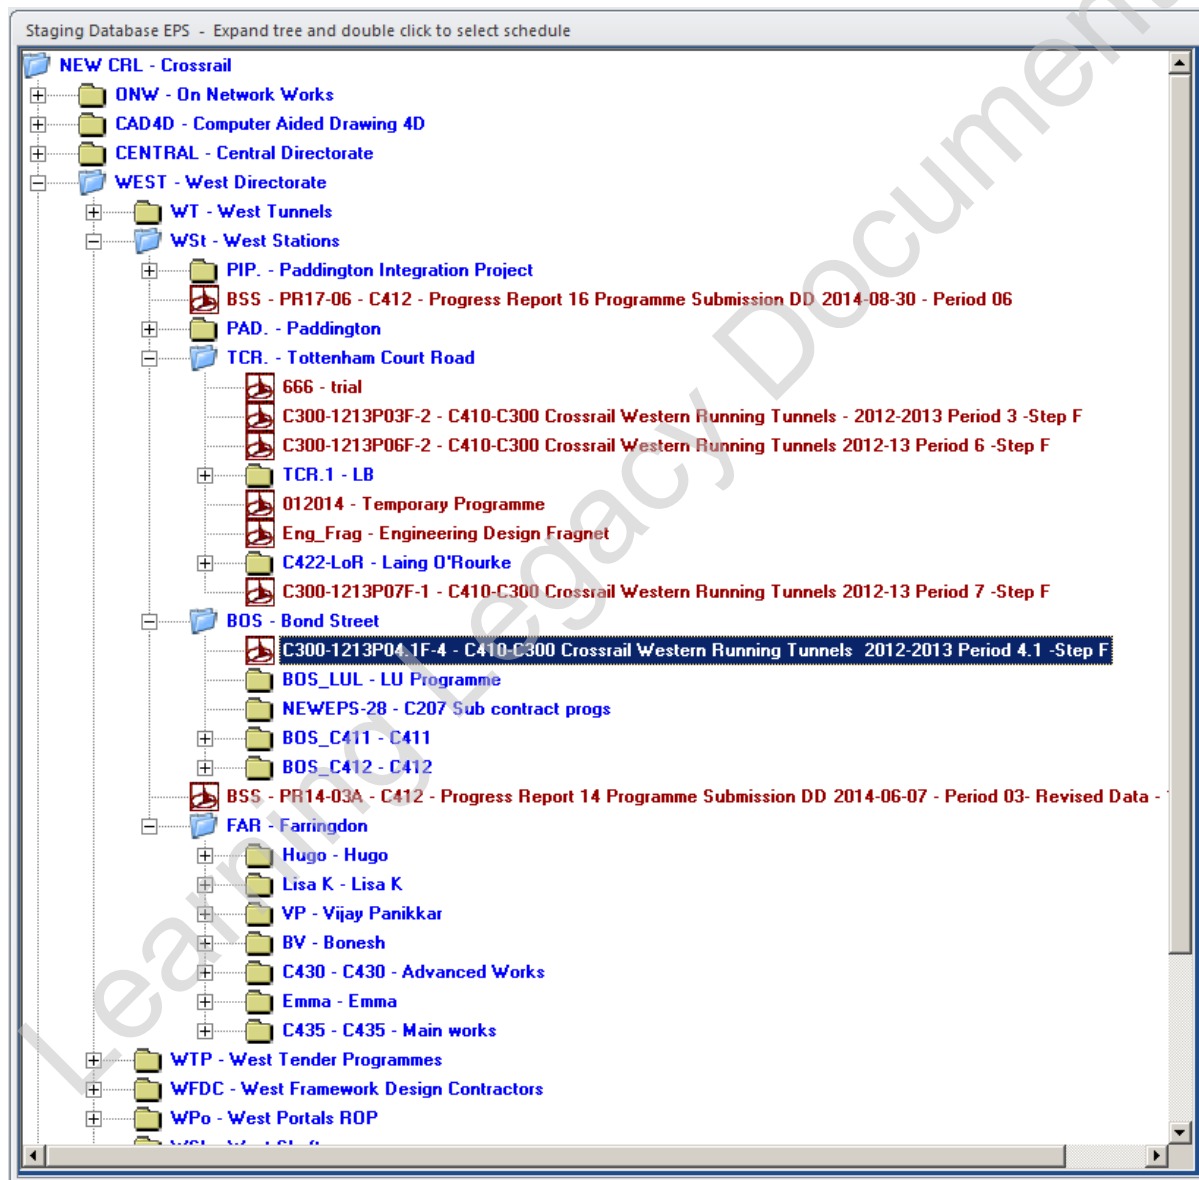 Staging Database EPS - Expand tree and double click to select schedule
NEW CRL - Crossrail
ONW - On Network Works
CAD4D - Computer Aided Drawing 4D
CENTRAL - Central Directorate
WEST - West Directorate
WT - West Tunnels
WSt - West Stations
PIP. - Paddington Integration Project
BSS - PR17-06 - C412 - Progress Report 16 Programme Submission DD 2014-08-30 - Period 06
PAD. - Paddington
TCR. - Tottenham Court Road
666 - trial
C300-1213P03F-2 - C410-C300 Crossrail Western Running Tunnels - 2012-2013 Period 3 -Step F
C300-1213P06F-2 - C410-C300 Crossrail Western Running Tunnels 2012-13 Period 6 -Step F
TCR.1 - LB
012014 - Temporary Programme
Eng_Frag - Engineering Design Fragnet
C422-LoR - Laing O'Rourke
C300-1213P07F-1 - C410-C300 Crossrail Western Running Tunnels 2012-13 Period 7 -Step F
BOS - Bond Street
C300-1213P04.1F-4 - C410-C300 Crossrail Western Running Tunnels 2012-2013 Period 4.1 -Step F
BOS_LUL - LU Programme
NEWEPS-28 - C207 Sub contract progs
BOS_C411 - C411
BOS_C412 - C412
BSS - PR14-03A - C412 - Progress Report 14 Programme Submission DD 2014-06-07 - Period 03- Revised Data -
FAR - Farringdon
Hugo - Hugo
Lisa K - Lisa K
VP - Vijay Panikkar
BV - Bonesh
C430 - C430 - Advanced Works
Emma - Emma
C435 - C435 - Main works
WTP - West Tender Programmes
WFDC - West Framework Design Contractors
WPo - West Portals ROP
Learning Legacy Document